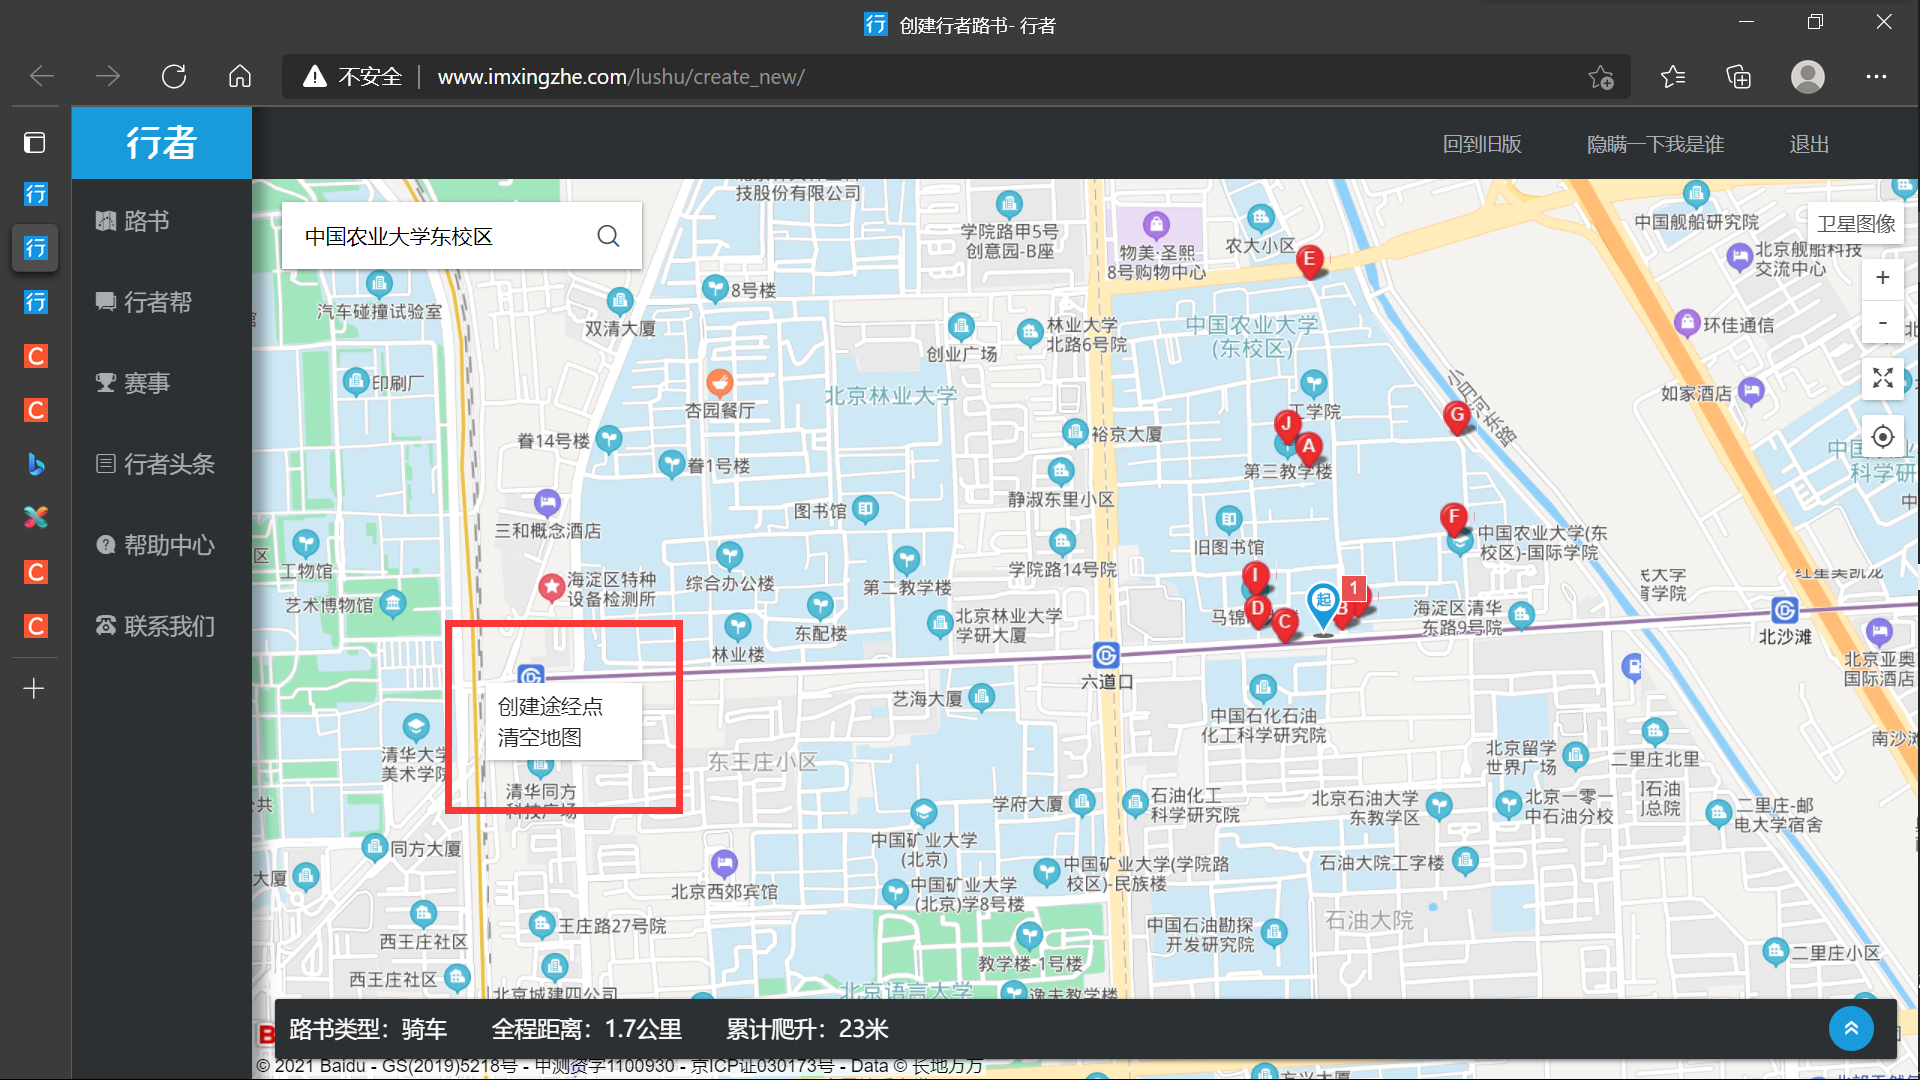 创建行者路书- 行者
不安全
www.imxingzhe.com/lushu/create_new/
行者
回到旧版
隐瞒一下我是谁
退出
路书
行者帮
赛事
行者头条
帮助中心
联系我们
中国农业大学东校区
卫星图像
+
-
技股份有限公司
学院路甲5号
创意园-B座
物美·圣熙
8号购物中心
农大小区
中国舰船研究院
北京舰船科技
交流中心
汽车碰撞试验室
双清大厦
8号楼
创业广场
林业大学
北路6号院
中国农业大学
(东校区)
环佳通信
小月河东路
如家酒店
印刷厂
杏园餐厅
北京林业大学
工学院
眷14号楼
眷1号楼
裕京大厦
第三教学楼
科学研
静淑东里小区
三和概念酒店
图书馆
旧图书馆
中国农业大学(东
校区)-国际学院
工物馆
综合办公楼
第二教学楼
学院路14号院
海淀区特种
设备检测所
艺术博物馆
东配楼
北京林业大学
学研大厦
海淀区清华
东路9号院
林业楼
北沙滩
六道口
北京亚奥
国际酒店
E
J
A
G
F
I
D
C
B
起
1
创建途经点
清空地图
艺海大厦
中国石化石油
化工科学研究院
东王庄小区
清华大学
美术学院
清华同方
科技广场
北京留学
世界广场
二里庄北里
学府大厦
石油化工
科学研究院
北京石油大学
东教学区
北京一零一
中石油分校
二里庄-邮
电大学宿舍
同方大厦
中国矿业大学
(北京)
中国矿业大学(学院路
校区)-民族楼
石油大院工字楼
北京西郊宾馆
中国矿业大学
(北京)学8号楼
王庄路27号院
西王庄社区
中国石油勘探
开发研究院
石油大院
二里庄小区
教学楼-1号楼
西王庄社区
北京城建四公司
北京语言大学
逸夫教学楼
路书类型：骑车
全程距离：1.7公里
累计爬升：23米
© 2021 Baidu - GS(2019)5218号 - 甲测资字1100930 - 京ICP证030173号 - Data © 长地万方